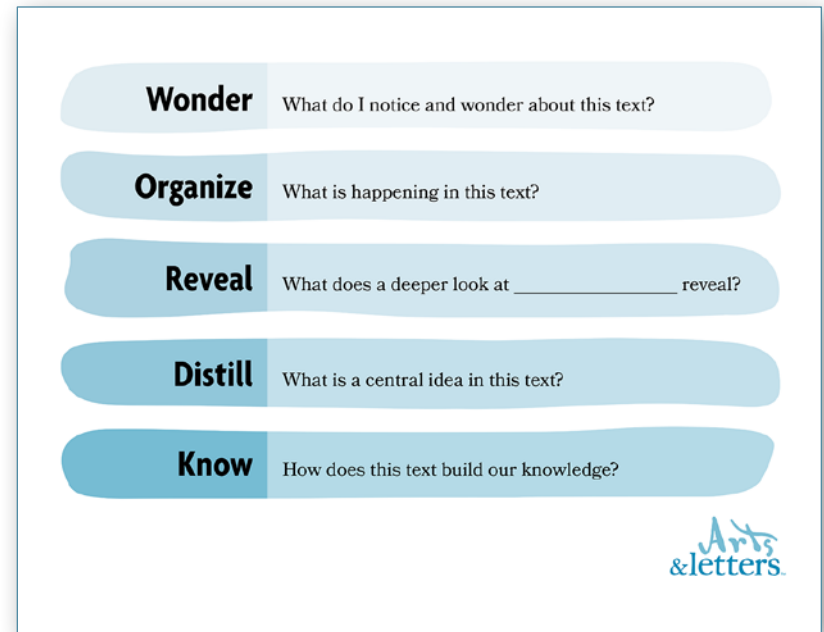 Wonder What do I notice and wonder about this text?
Organize What is happening in this text?
Reveal What does a deeper look at ___________________ reveal?
Distill What is a central idea in this text?
Know How does this text build our knowledge?
Arts
&letters™